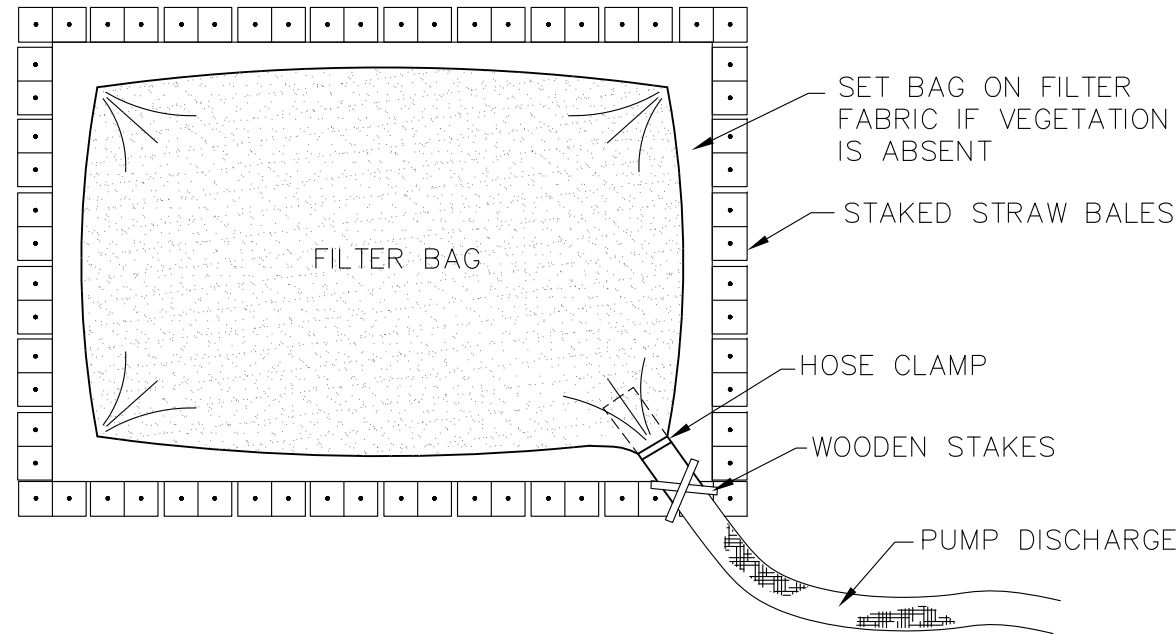 SET BAG ON FILTER
FABRIC IF VEGETATION
IS ABSENT
STAKED STRAW BALES
FILTER BAG
HOSE CLAMP
WOODEN STAKES
PUMP DISCHARGE